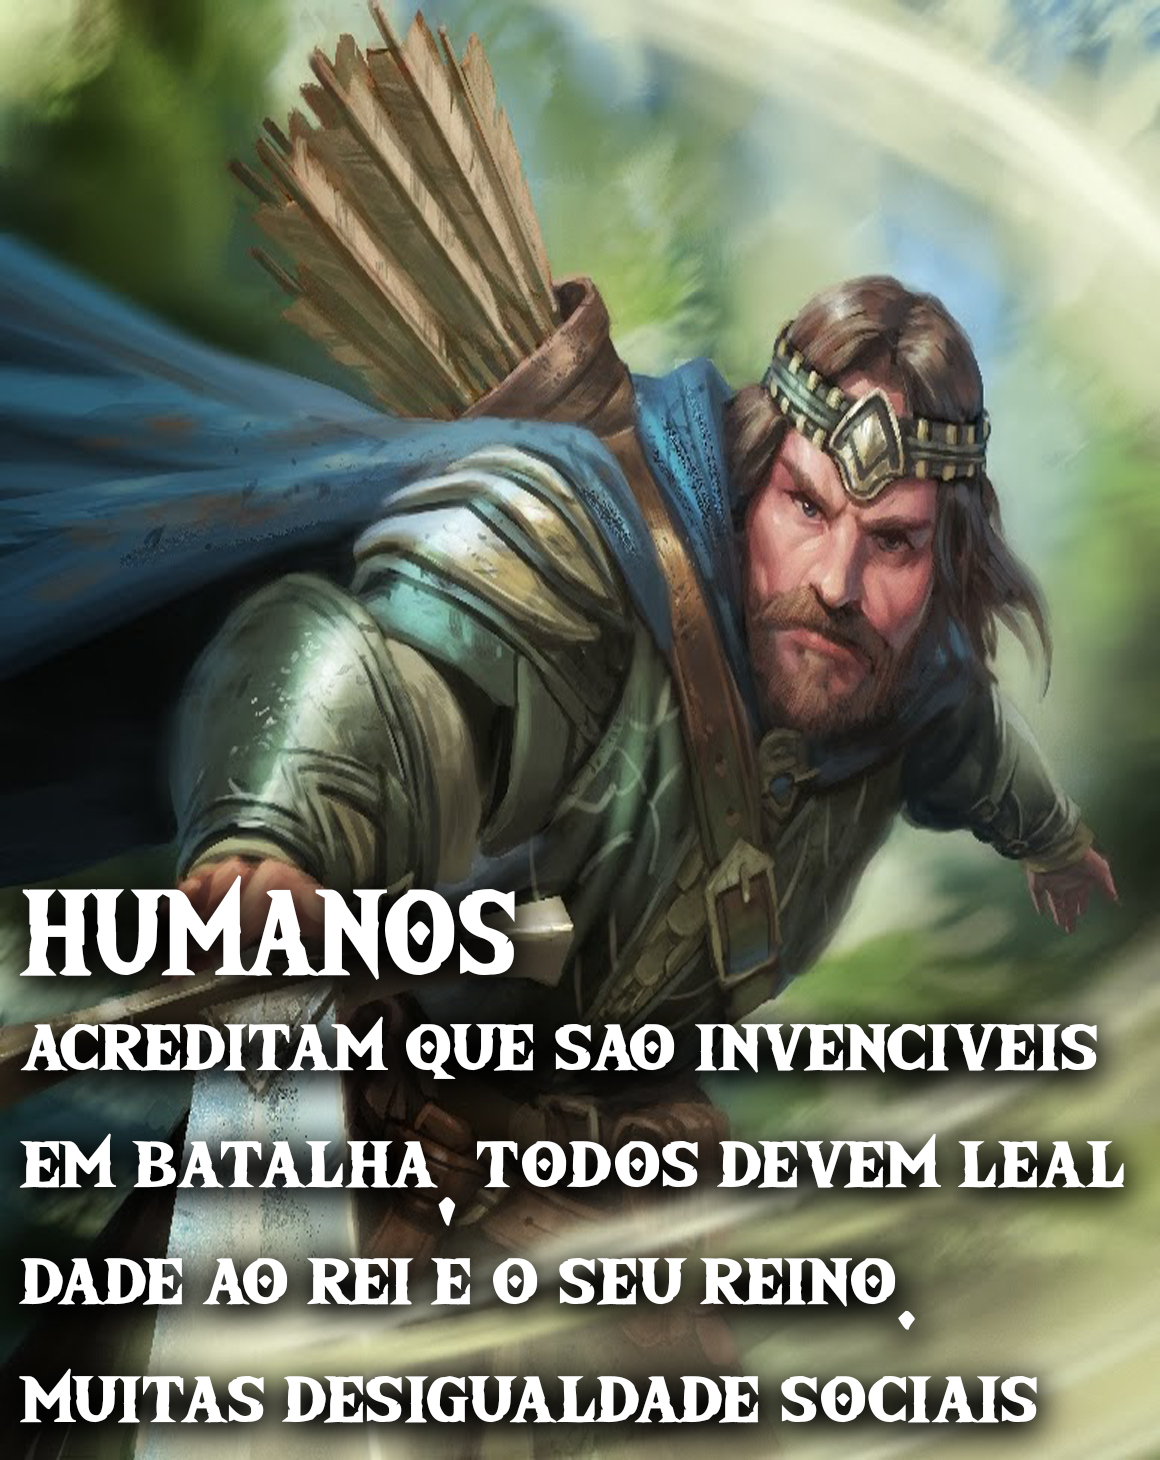 HUMANOS
ACREDITAM QUE SAO INVENCIVEIS
EM BATALHA, TODOS DEVEM LEAL
DADE AO REI E O SEU REINO.
MUITAS DESIGUALDADE SOCIAIS